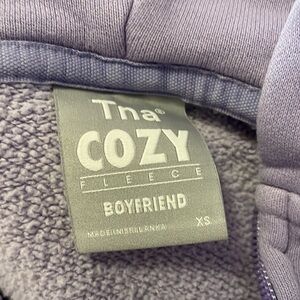 Tna®
COZY
FLEECE
BOYFRIEND
MADE IN SRI LANKA XS